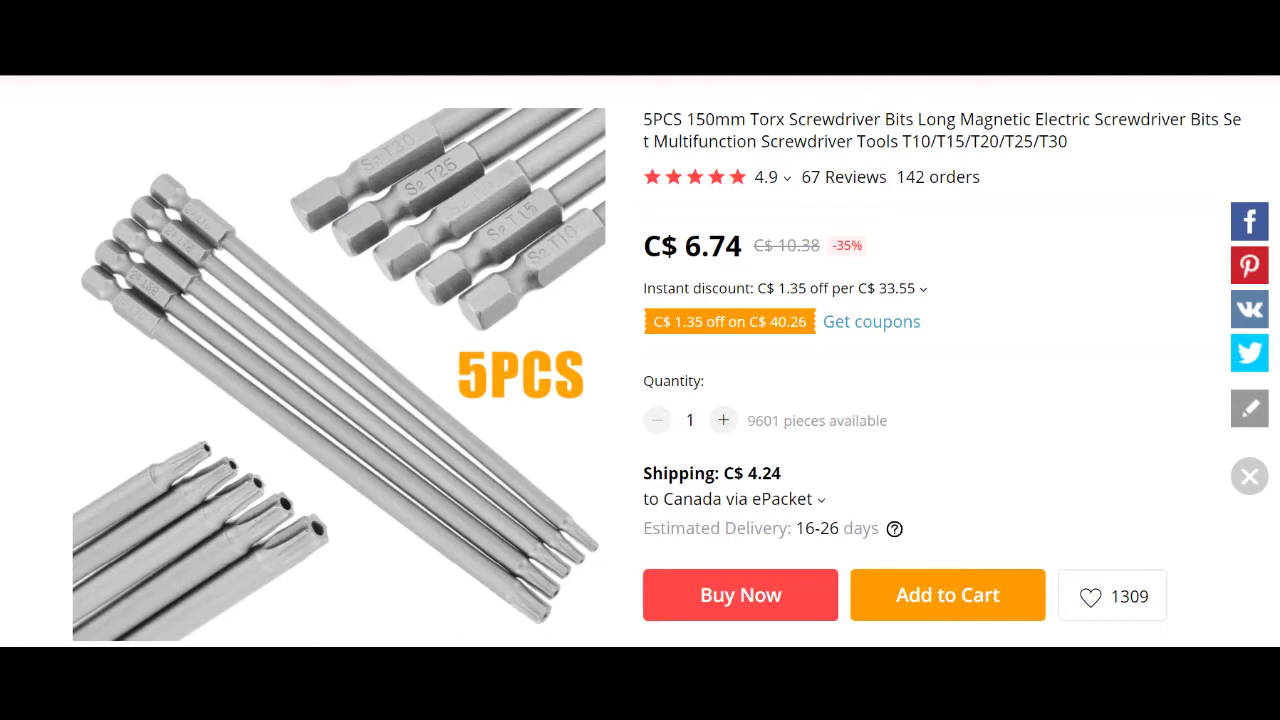 5PCS 150mm Torx Screwdriver Bits Long Magnetic Electric Screwdriver Bits Se
t Multifunction Screwdriver Tools T10/T15/T20/T25/T30
4.9 67 Reviews 142 orders
C$ 6.74 C$ 10.38 -35%
Instant discount: C$ 1.35 off per C$ 33.55
C$ 1.35 off on C$ 40.26 Get coupons
Quantity:
1 + 9601 pieces available
Shipping: C$ 4.24
to Canada via ePacket
Estimated Delivery: 16-26 days ?
Buy Now Add to Cart 1309
S2 T30
S2 T25
S2 T15
S2 T10
5PCS